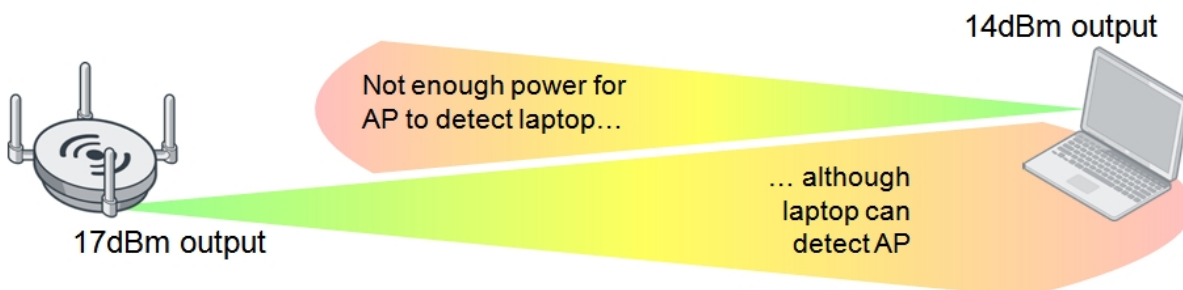 14dBm output
Not enough power for
AP to detect laptop…
… although
laptop can
detect AP
17dBm output